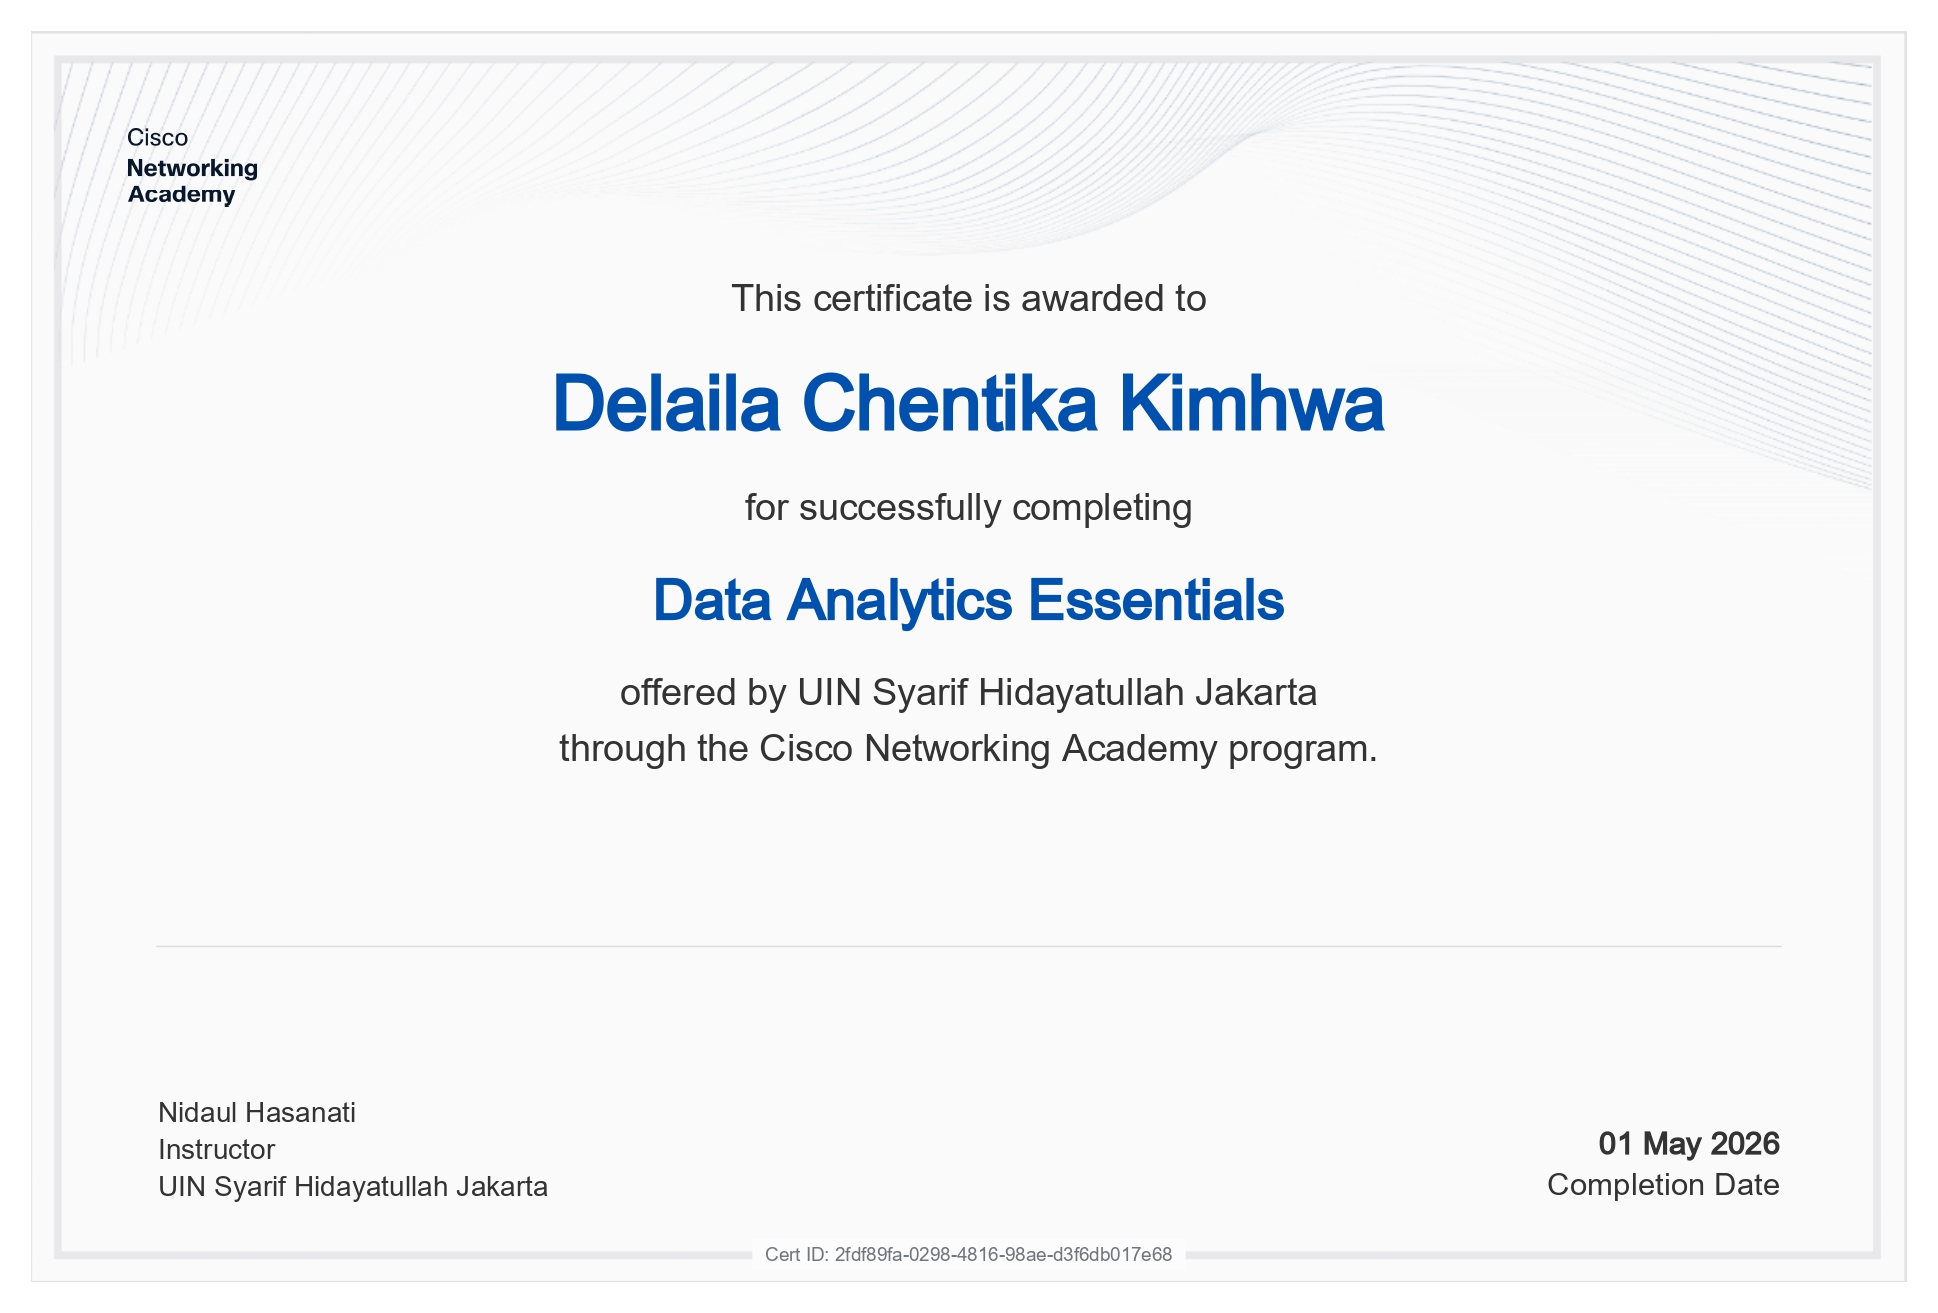 Cisco
Networking
Academy
This certificate is awarded to
Delaila Chentika Kimhwa
for successfully completing
Data Analytics Essentials
offered by UIN Syarif Hidayatullah Jakarta
through the Cisco Networking Academy program.
Nidaul Hasanati
Instructor
UIN Syarif Hidayatullah Jakarta
01 May 2026
Completion Date
Cert ID: 2fdf89fa-0298-4816-98ae-d3f6db017e68